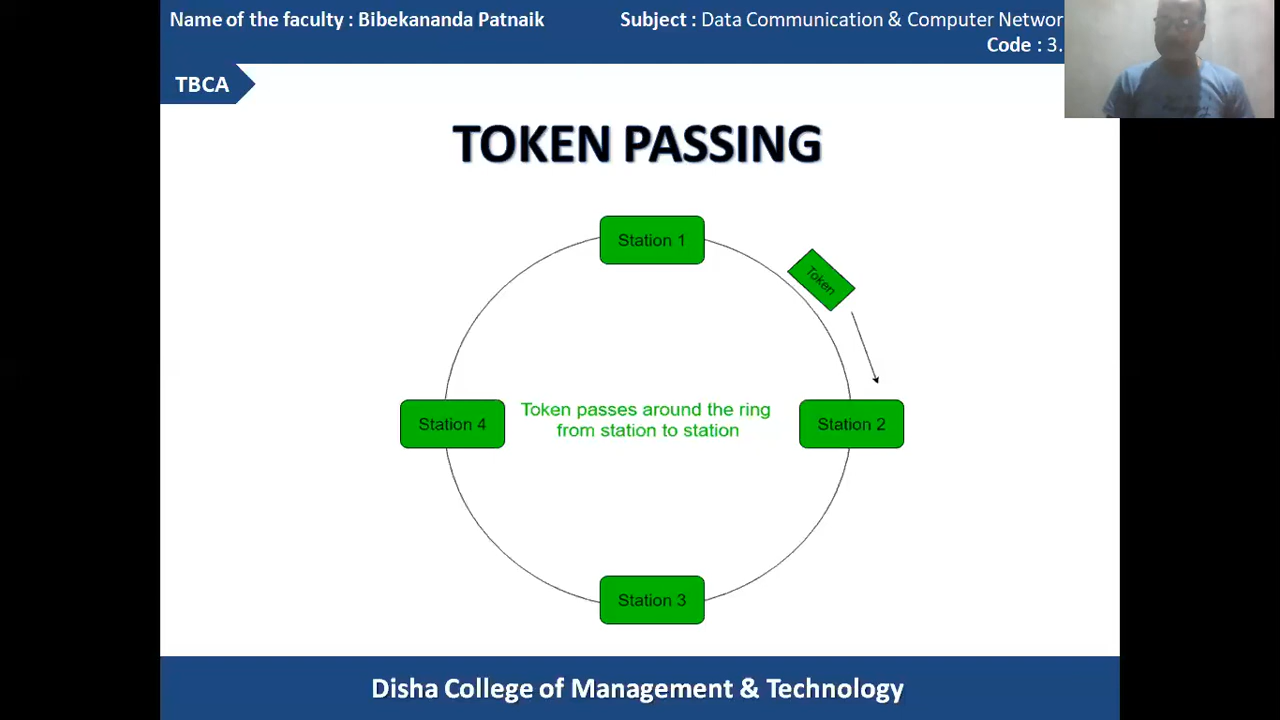 Name of the faculty : Bibekananda Patnaik
Subject : Data Communication & Computer Networ
Code : 3.
TBCA
TOKEN PASSING
Station 1
Token
Token passes around the ring
from station to station
Station 4
Station 2
Station 3
Disha College of Management & Technology